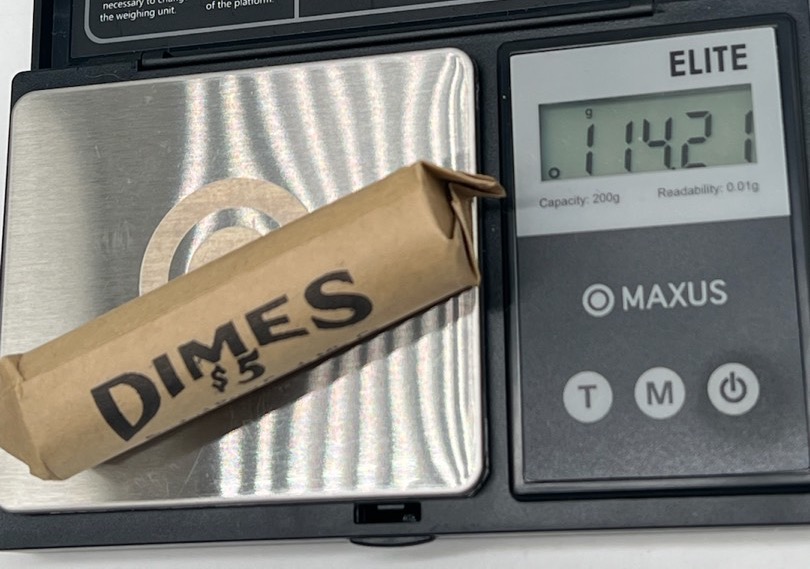 necessary to
the weighing unit.
of the platform.
ELITE
g
114.21
Capacity: 200g
Readability: 0.01g
MAXUS
T
M
DIMES
$5